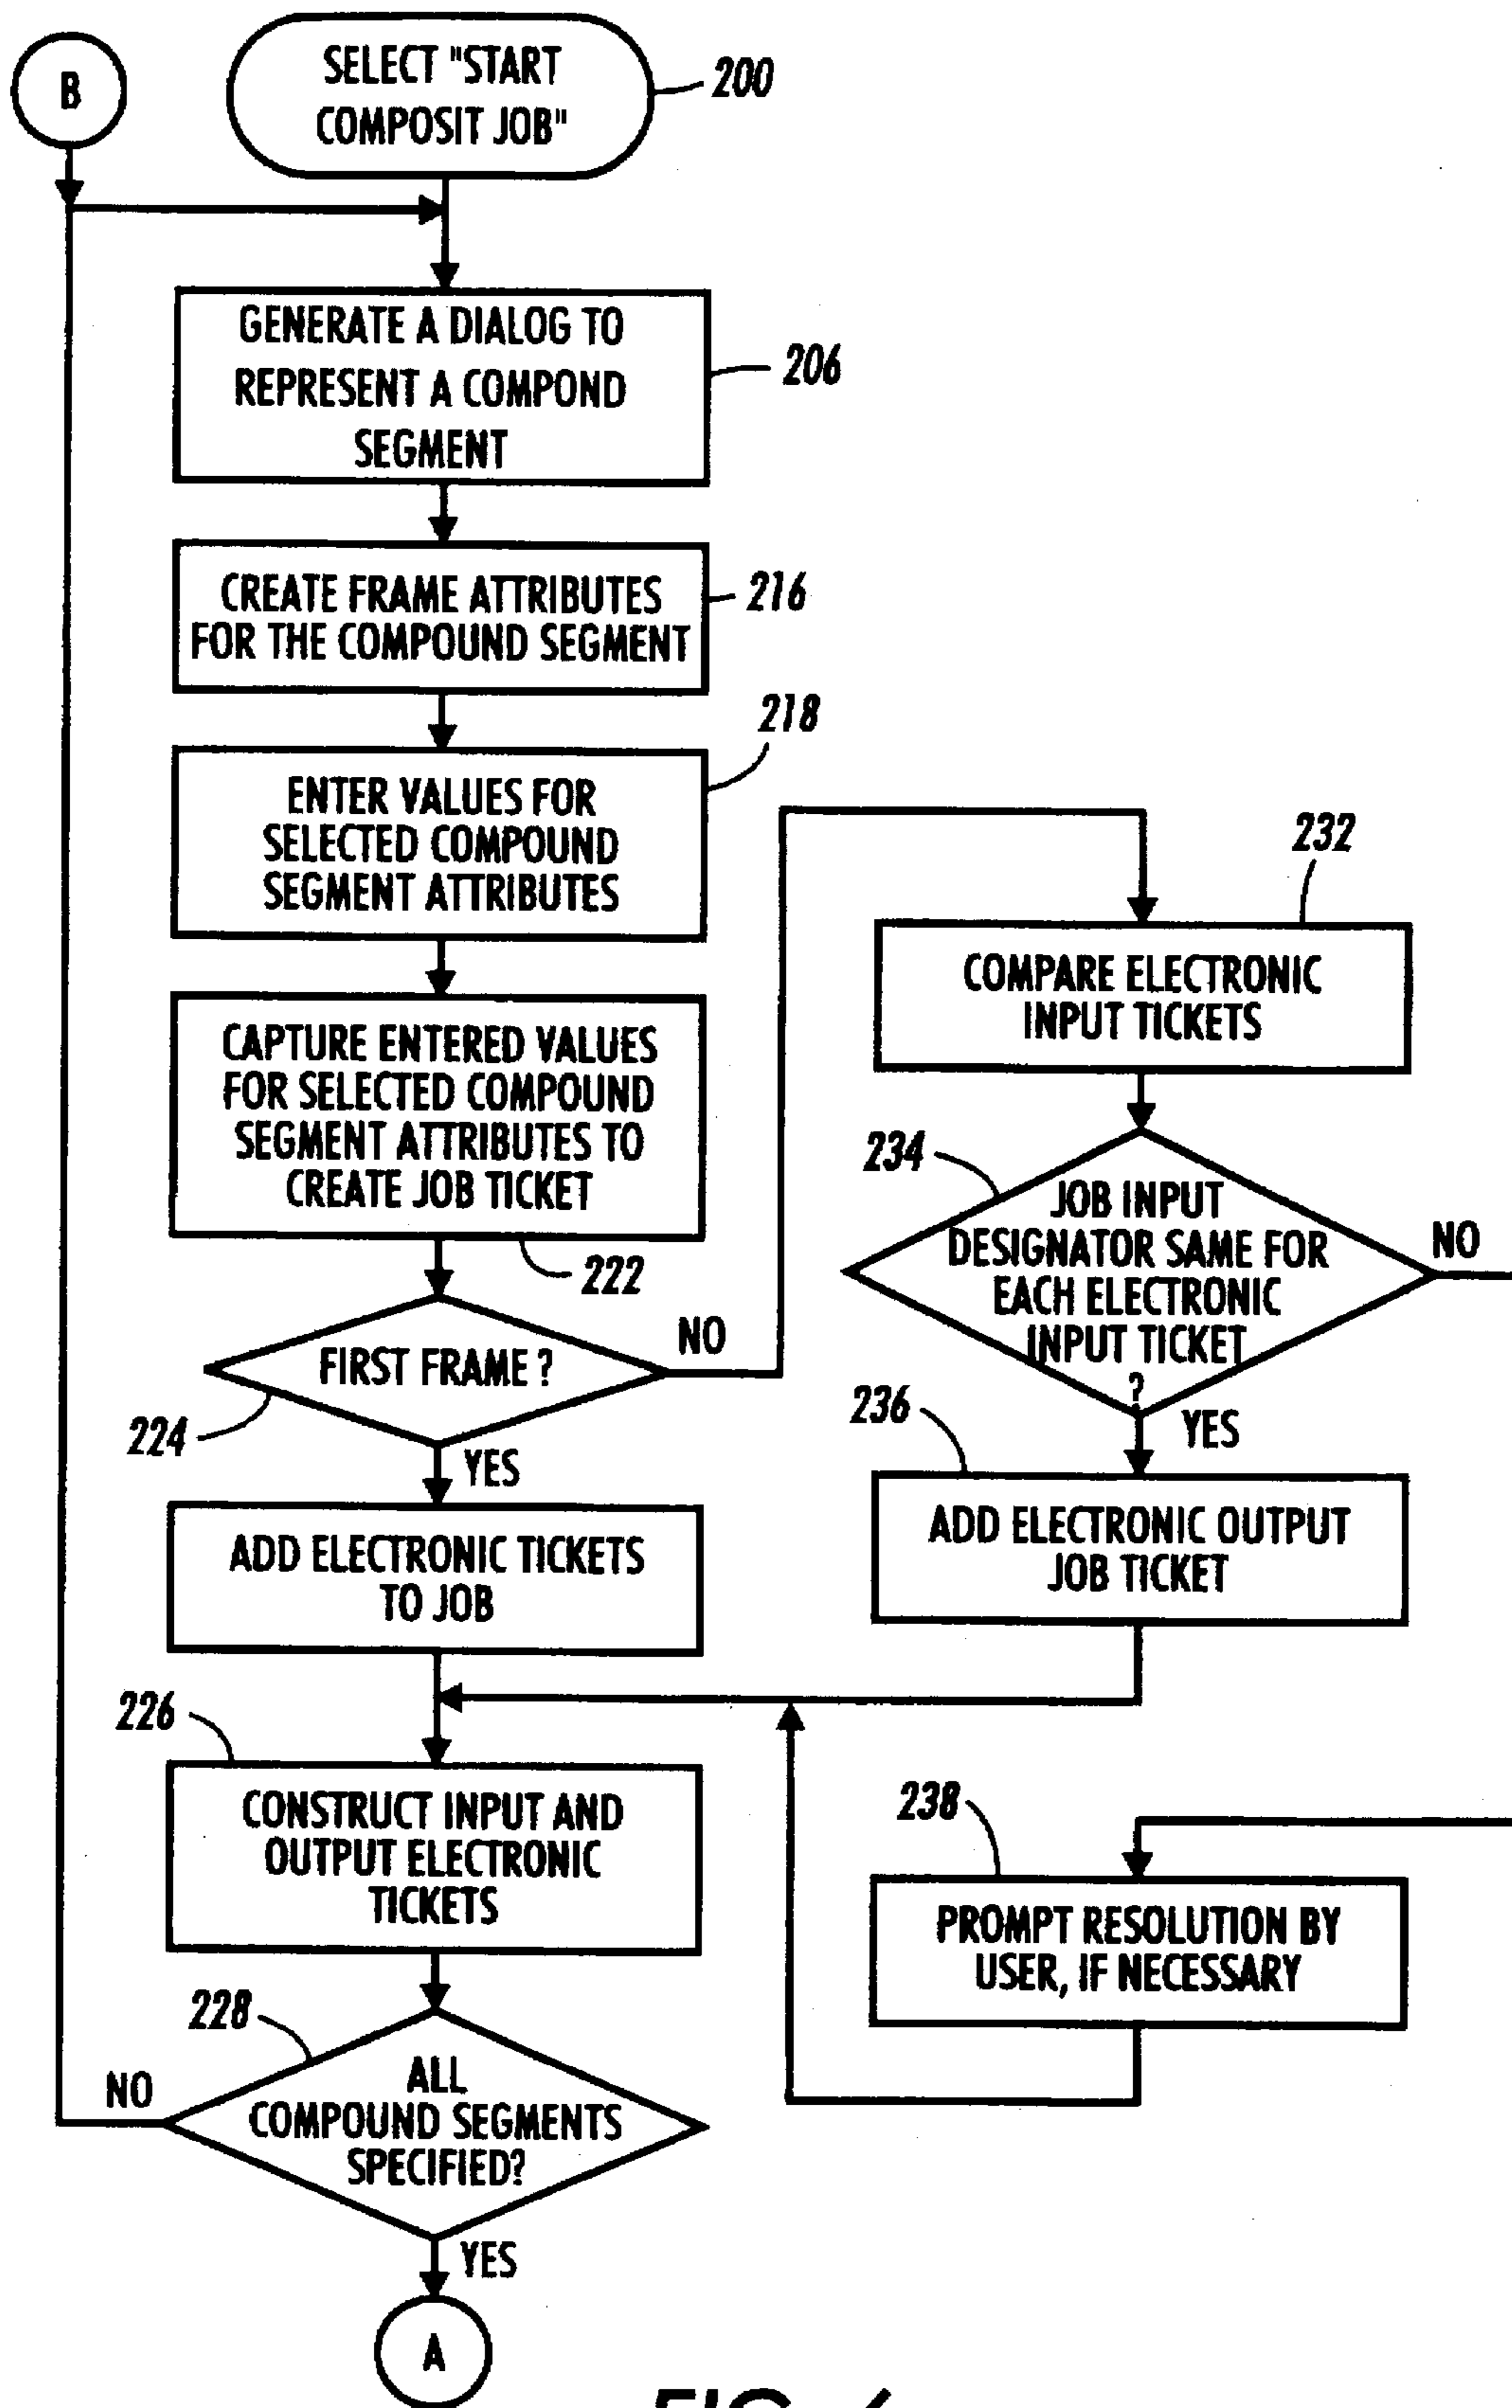 B
SELECT "START
COMPOSIT JOB"
200
GENERATE A DIALOG TO
REPRESENT A COMPOND
SEGMENT
206
CREATE FRAME ATTRIBUTES
FOR THE COMPOUND SEGMENT
216
218
ENTER VALUES FOR
SELECTED COMPOUND
SEGMENT ATTRIBUTES
CAPTURE ENTERED VALUES
FOR SELECTED COMPOUND
SEGMENT ATTRIBUTES TO
CREATE JOB TICKET
222
FIRST FRAME ?
NO
224
YES
ADD ELECTRONIC TICKETS
TO JOB
232
COMPARE ELECTRONIC
INPUT TICKETS
234
JOB INPUT
DESIGNATOR SAME FOR
EACH ELECTRONIC
INPUT TICKET
?
NO
YES
236
ADD ELECTRONIC OUTPUT
JOB TICKET
226
CONSTRUCT INPUT AND
OUTPUT ELECTRONIC
TICKETS
238
PROMPT RESOLUTION BY
USER, IF NECESSARY
228
ALL
COMPOUND SEGMENTS
SPECIFIED?
NO
YES
A